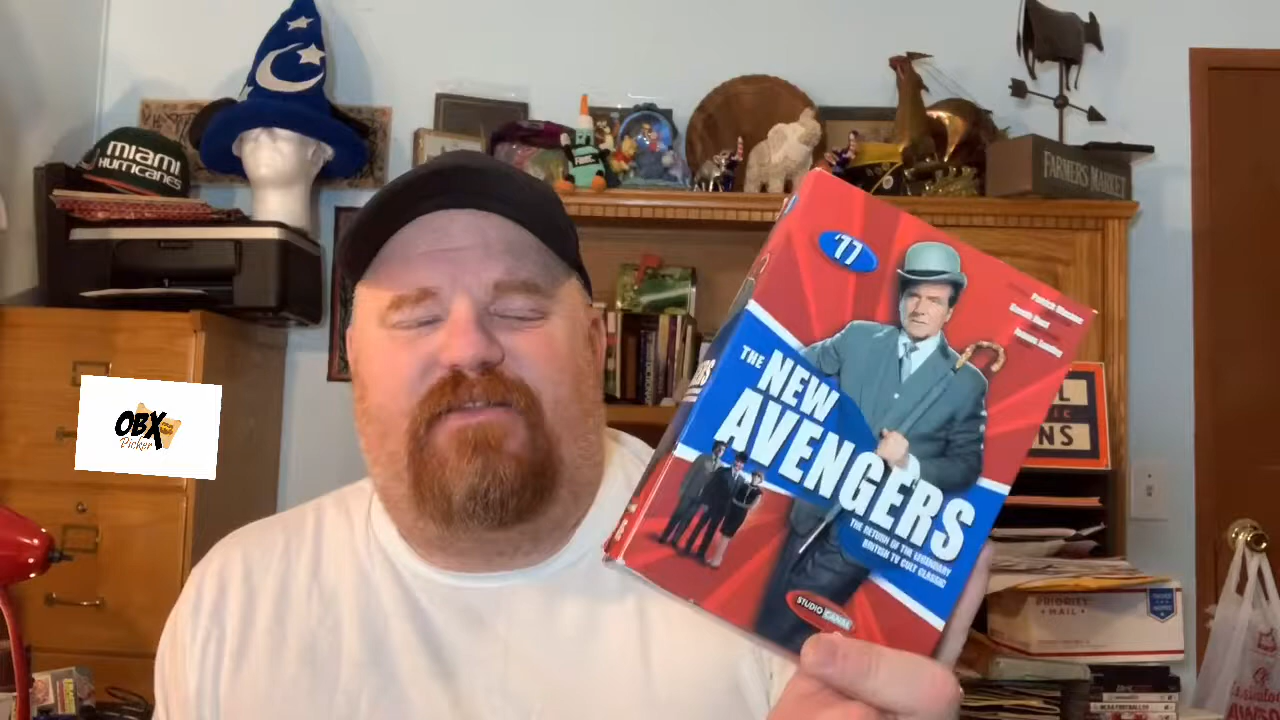 MIAMI
HURRICANES
FARMERS MARKET
'77
Patrick Macnee
Gareth Hunt
Joanna Lumley
THE NEW
AVENGERS
THE RETURN OF THE LEGENDARY
BRITISH TV CULT CLASSIC
STUDIO CANAL
OBX
Picker
NS
PRIORITY
MAIL